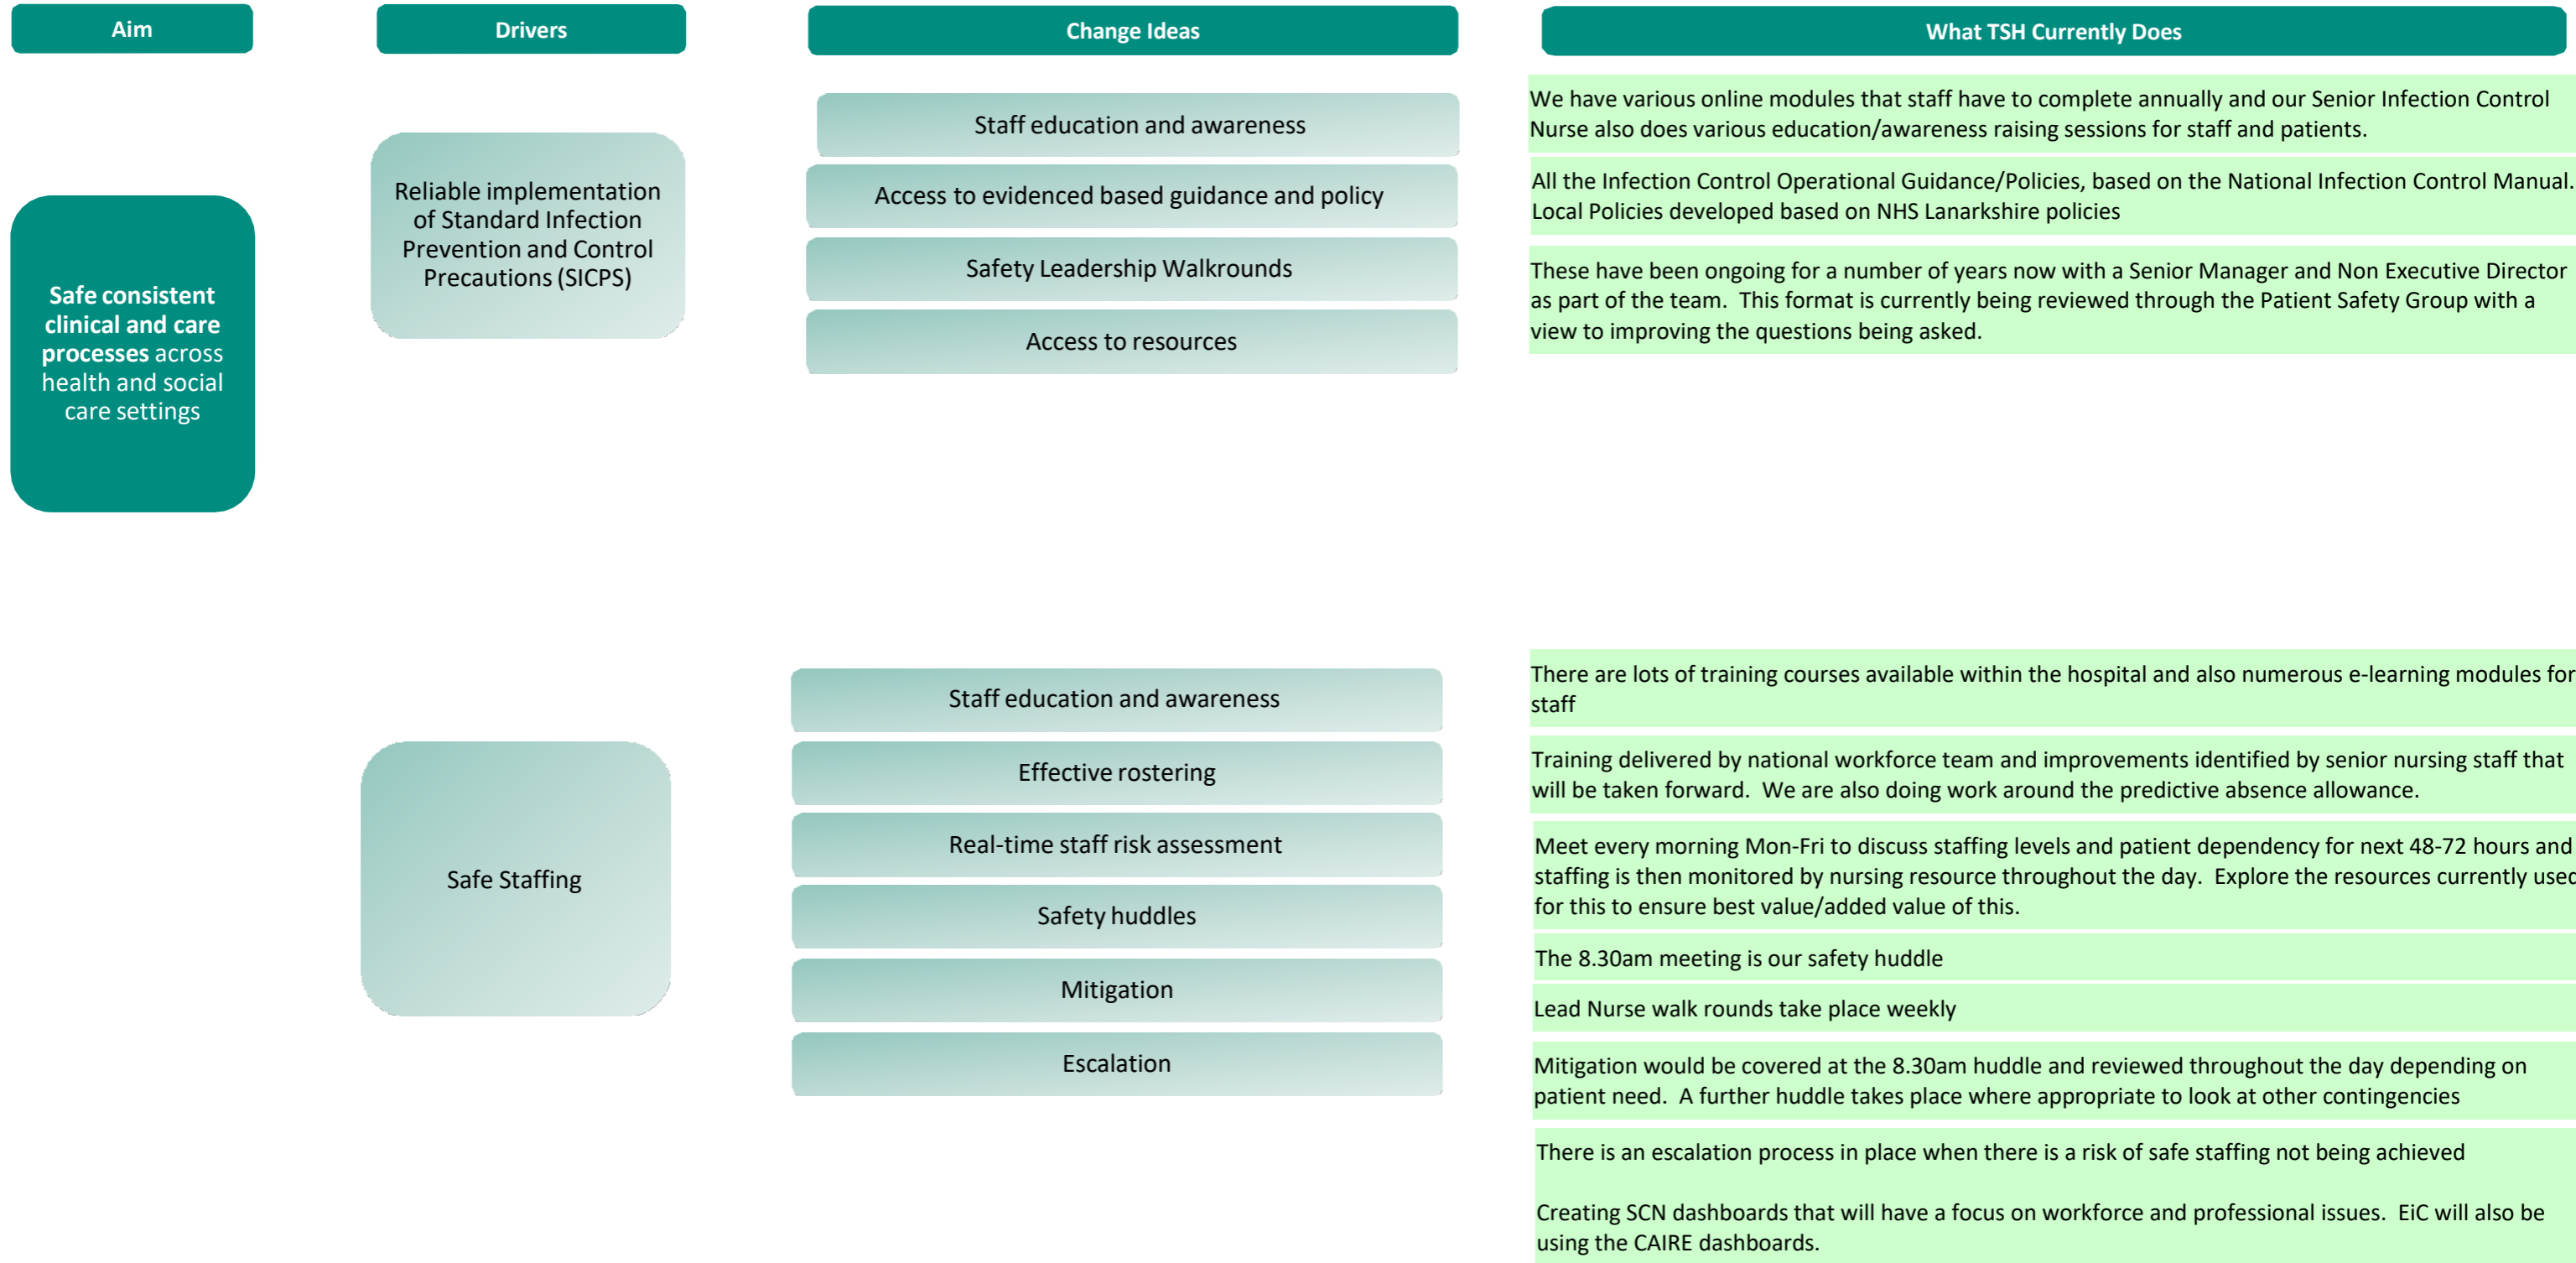 Aim
Drivers
Change Ideas
What TSH Currently Does
Safe consistent
clinical and care
processes across
health and social
care settings
Reliable implementation
of Standard Infection
Prevention and Control
Precautions (SICPS)
Staff education and awareness
Access to evidenced based guidance and policy
Safety Leadership Walkrounds
Access to resources
We have various online modules that staff have to complete annually and our Senior Infection Control
Nurse also does various education/awareness raising sessions for staff and patients.
All the Infection Control Operational Guidance/Policies, based on the National Infection Control Manual.
Local Policies developed based on NHS Lanarkshire policies
These have been ongoing for a number of years now with a Senior Manager and Non Executive Director
as part of the team. This format is currently being reviewed through the Patient Safety Group with a
view to improving the questions being asked.
Safe Staffing
Staff education and awareness
Effective rostering
Real-time staff risk assessment
Safety huddles
Mitigation
Escalation
There are lots of training courses available within the hospital and also numerous e-learning modules for
staff
Training delivered by national workforce team and improvements identified by senior nursing staff that
will be taken forward. We are also doing work around the predictive absence allowance.
Meet every morning Mon-Fri to discuss staffing levels and patient dependency for next 48-72 hours and
staffing is then monitored by nursing resource throughout the day. Explore the resources currently used
for this to ensure best value/added value of this.
The 8.30am meeting is our safety huddle
Lead Nurse walk rounds take place weekly
Mitigation would be covered at the 8.30am huddle and reviewed throughout the day depending on
patient need. A further huddle takes place where appropriate to look at other contingencies
There is an escalation process in place when there is a risk of safe staffing not being achieved
Creating SCN dashboards that will have a focus on workforce and professional issues. EiC will also be
using the CAIRE dashboards.